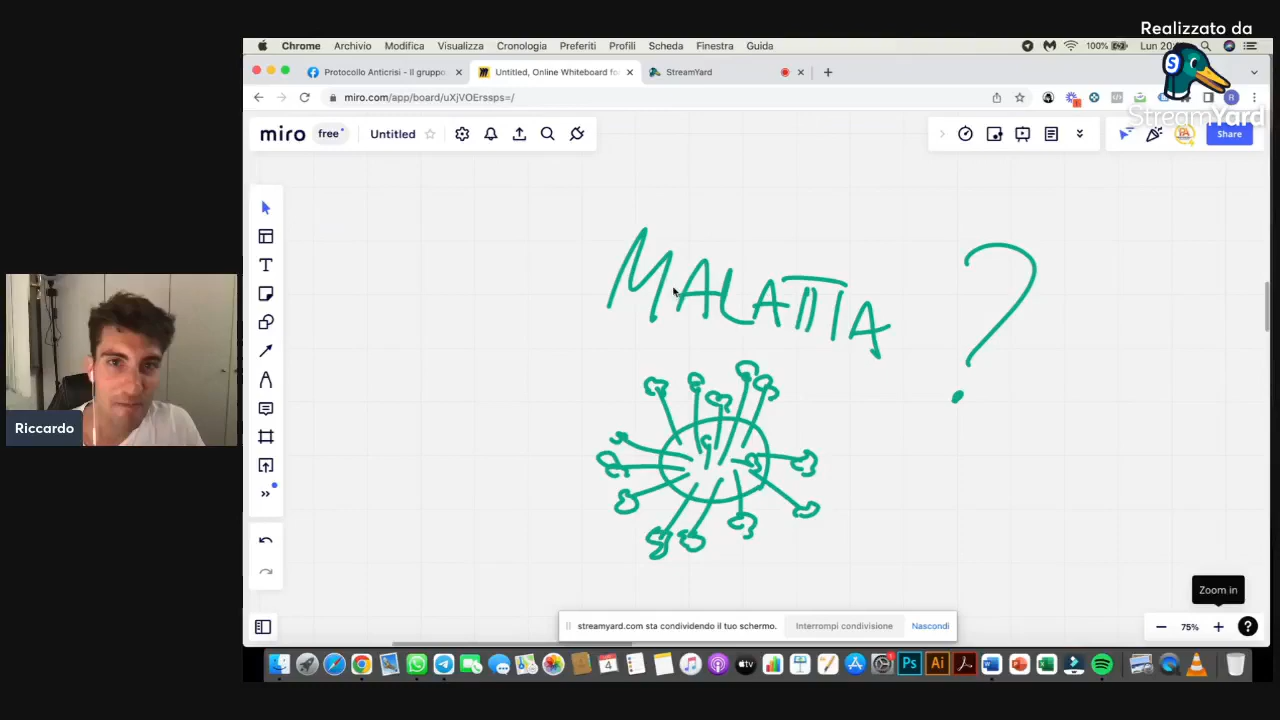 Realizzato da
StreamYard
Chrome Archivio Modifica Visualizza Cronologia Preferiti Profili Scheda Finestra Guida 100% Lun
Protocollo Anticrisi - Il gruppo
Untitled, Online Whiteboard fo
StreamYard
miro.com/app/board/uXjVOErssps=/
miro free Untitled
Share
MALATTIA ?
Riccardo
Zoom in
streamyard.com sta condividendo il tuo schermo. Interrompi condivisione Nascondi
75%